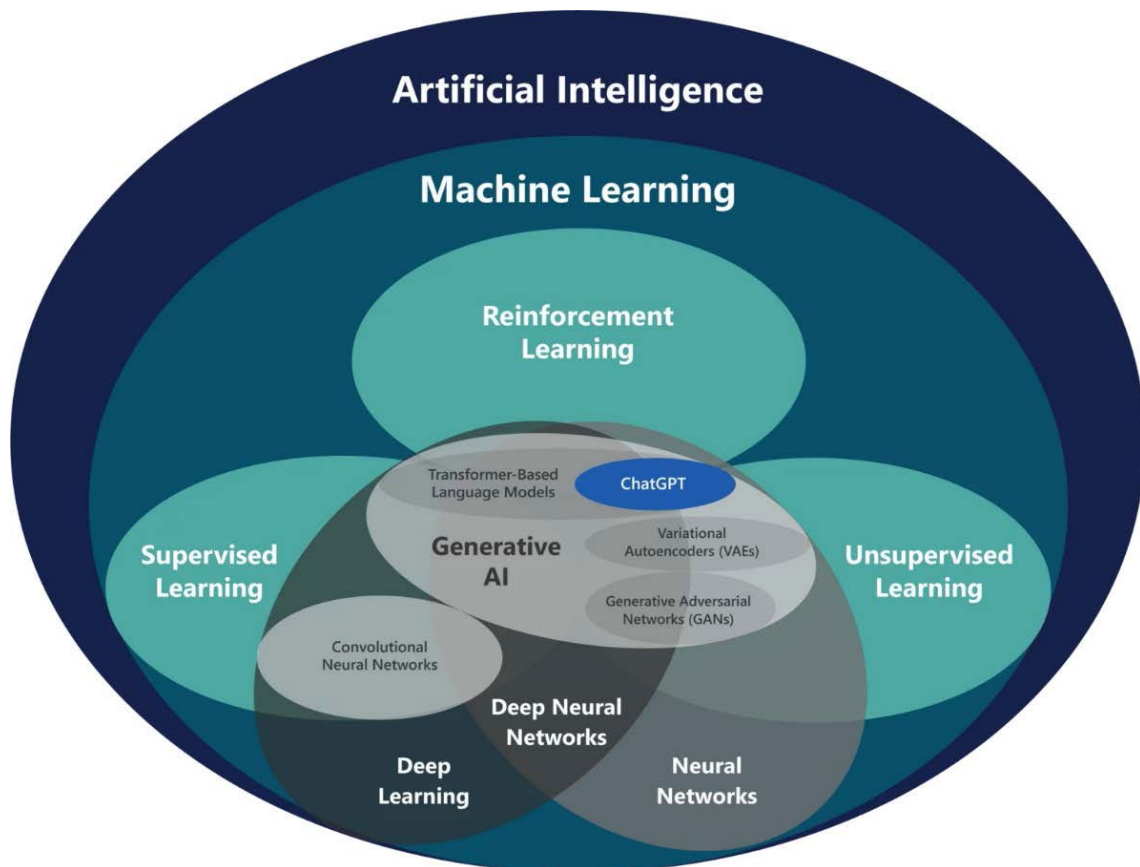 Artificial Intelligence
Machine Learning
Reinforcement
Learning
Transformer-Based
Language Models
ChatGPT
Variational
Autoencoders (VAEs)
Generative
AI
Supervised
Learning
Unsupervised
Learning
Generative Adversarial
Networks (GANs)
Convolutional
Neural Networks
Deep Neural
Networks
Deep
Learning
Neural
Networks